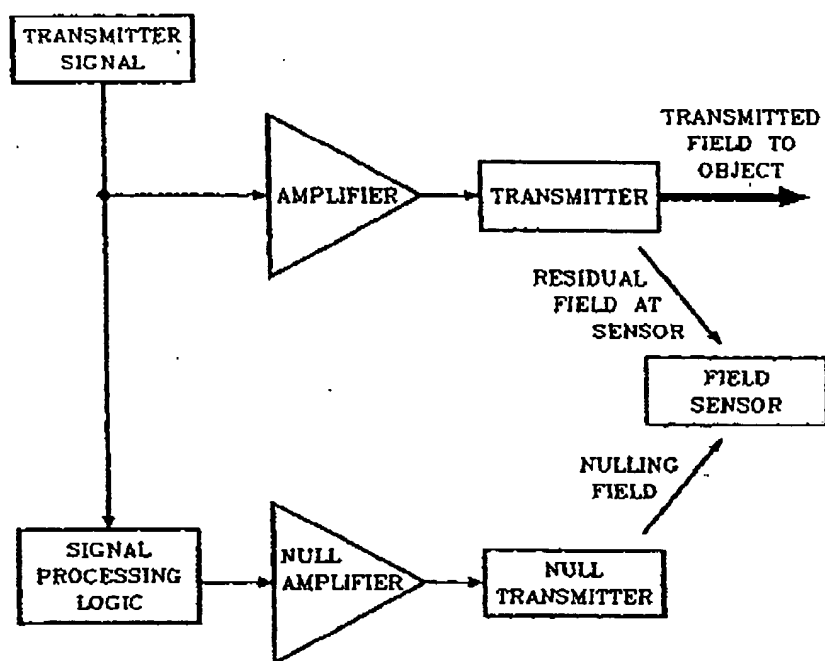 TRANSMITTER
SIGNAL
TRANSMITTED
FIELD TO
OBJECT
AMPLIFIER
TRANSMITTER
RESIDUAL
FIELD AT
SENSOR
FIELD
SENSOR
NULLING
FIELD
SIGNAL
PROCESSING
LOGIC
NULL
AMPLIFIER
NULL
TRANSMITTER